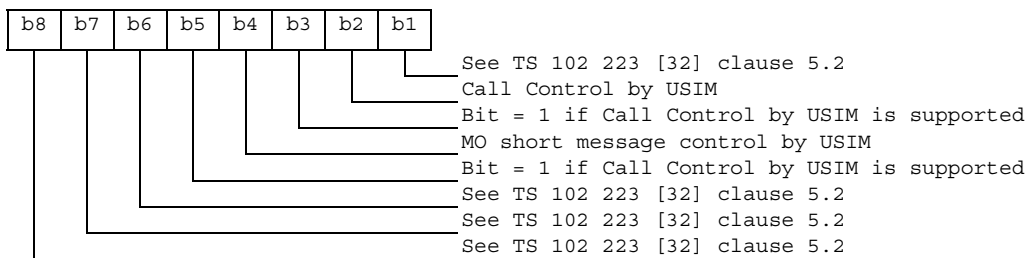 b8 b7 b6 b5 b4 b3 b2 b1
See TS 102 223 [32] clause 5.2
Call Control by USIM
Bit = 1 if Call Control by USIM is supported
MO short message control by USIM
Bit = 1 if Call Control by USIM is supported
See TS 102 223 [32] clause 5.2
See TS 102 223 [32] clause 5.2
See TS 102 223 [32] clause 5.2